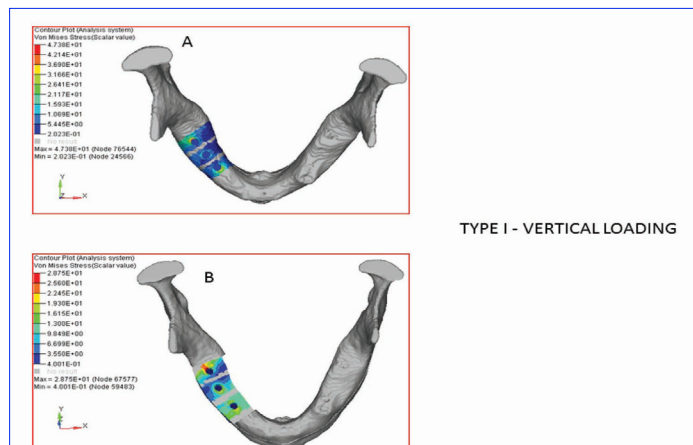 Contour Plot (Analysis system)
Von Mises Stress(Scalar value)
4.738E+01
4.214E+01
3.690E+01
3.166E+01
2.641E+01
2.117E+01
1.593E+01
1.069E+01
5.445E+00
2.023E-01
No result
Max = 4.738E+01 (Node 76544)
Min = 2.023E-01 (Node 24566)
Y
Z X
A
TYPE I - VERTICAL LOADING
Contour Plot (Analysis system)
Von Mises Stress(Scalar value)
2.875E+01
2.560E+01
2.245E+01
1.930E+01
1.615E+01
1.300E+01
9.849E+00
6.699E+00
3.550E+00
4.001E-01
No result
Max = 2.875E+01 (Node 67577)
Min = 4.001E-01 (Node 59483)
Y
X
B